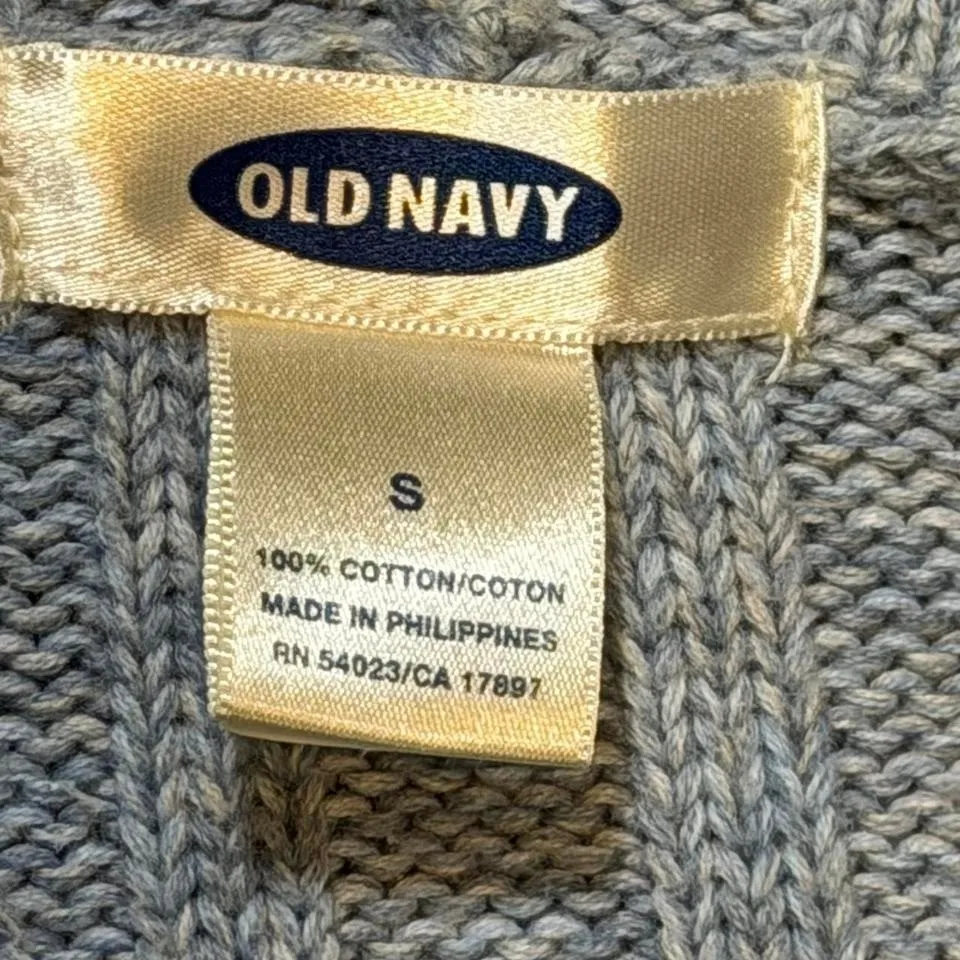 OLD NAVY
S
100% COTTON/COTON
MADE IN PHILIPPINES
RN 54023/CA 17897